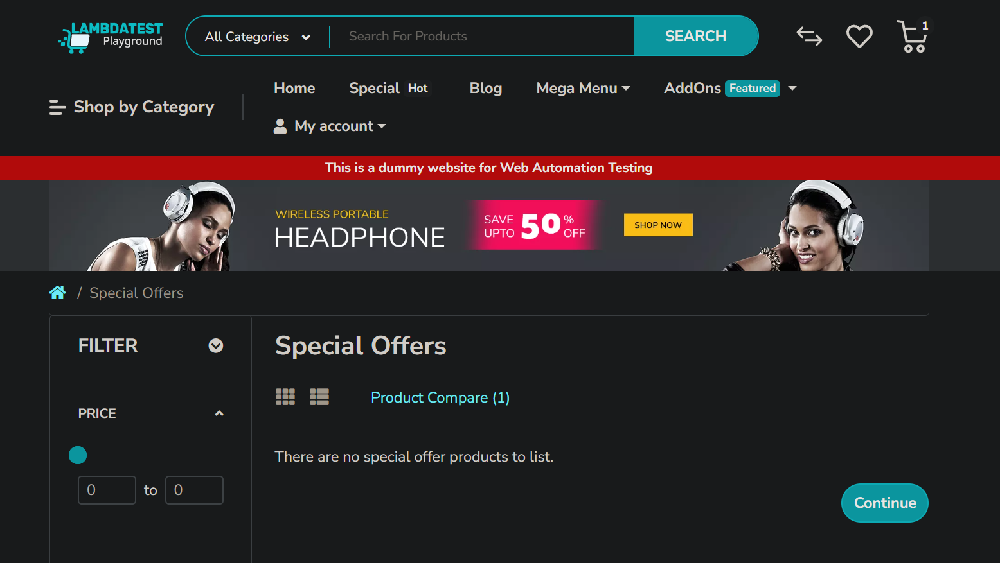 LAMBDATEST
Playground
All Categories
Search For Products
SEARCH
1
Shop by Category
Home
Special Hot
Blog
Mega Menu
AddOns Featured
My account
This is a dummy website for Web Automation Testing
WIRELESS PORTABLE
HEADPHONE
SAVE
UPTO
50
%
OFF
SHOP NOW
/ Special Offers
FILTER
PRICE
0 to 0
Special Offers
Product Compare (1)
There are no special offer products to list.
Continue